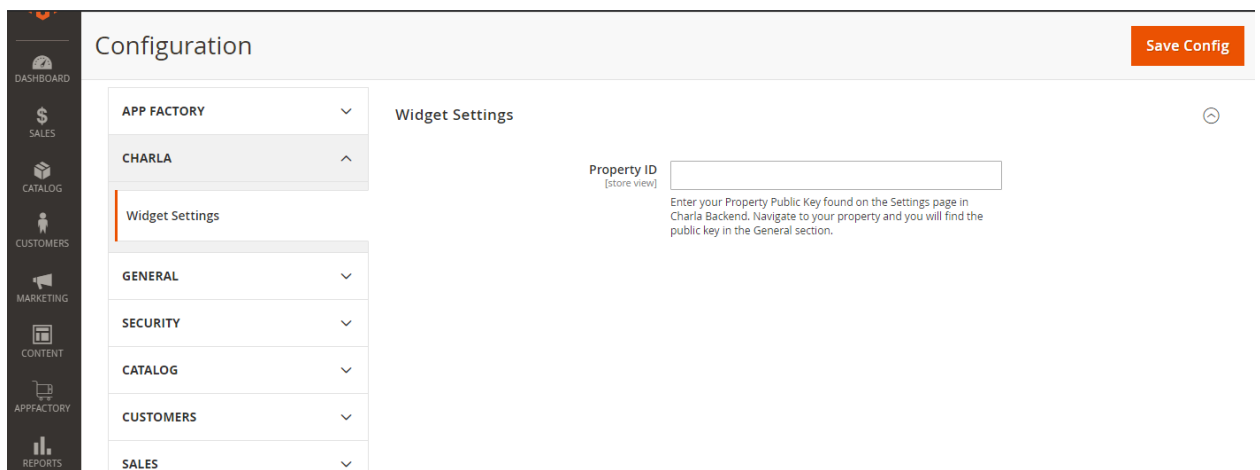 Configuration
Save Config
DASHBOARD
SALES
CATALOG
CUSTOMERS
MARKETING
CONTENT
APPFACTORY
REPORTS
APP FACTORY
CHARLA
Widget Settings
GENERAL
SECURITY
CATALOG
CUSTOMERS
SALES
Widget Settings
Property ID
[store view]
Enter your Property Public Key found on the Settings page in
Charla Backend. Navigate to your property and you will find the
public key in the General section.